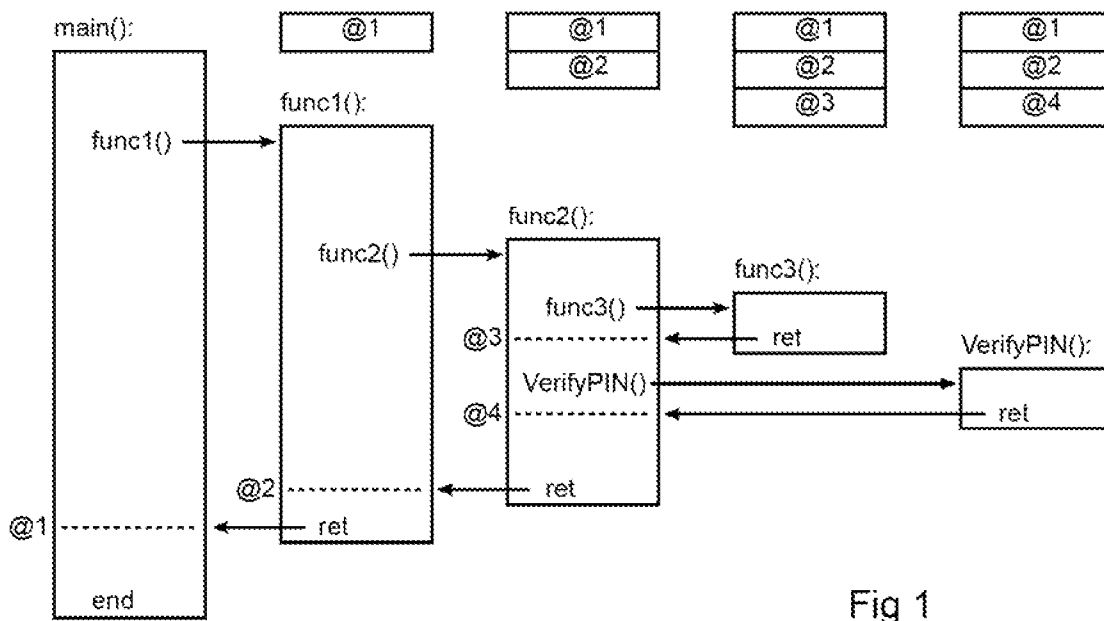 main():
@1
@1
@1
@1
@2
@2
@2
@3
@4
func1():
func1()
func2():
func2()
func3():
func3()
@3
ret
VerifyPIN():
VerifyPIN()
@4
ret
@2
ret
@1
ret
end
Fig 1